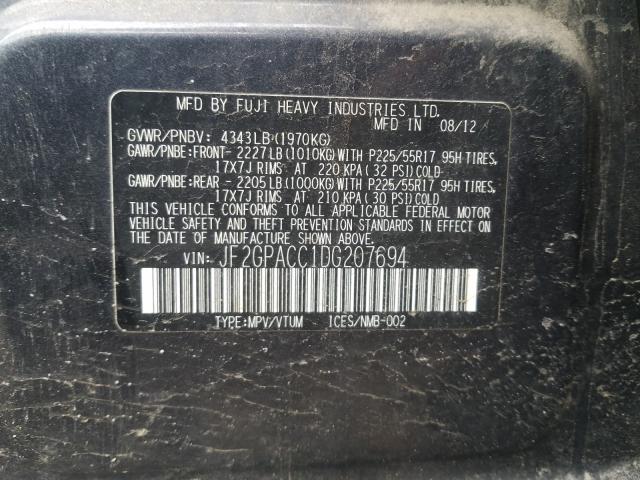 MFD BY FUJI HEAVY INDUSTRIES LTD.
MFD IN 08/12
GVWR/PNBV: 4343LB(1970KG)
GAWR/PNBE:FRONT- 2227LB(1010KG)WITH P225/55R17 95H TIRES,
17X7J RIMS AT 220 KPA( 32 PSI)COLD
GAWR/PNBE:REAR - 2205LB(1000KG)WITH P225/55R17 95H TIRES,
17X7J RIMS AT 210 KPA( 30 PSI)COLD
THIS VEHICLE CONFORMS TO ALL APPLICABLE FEDERAL MOTOR
VEHICLE SAFETY AND THEFT PREVENTION STANDARDS IN EFFECT
ON THE DATE OF MANUFACTURE SHOWN ABOVE.
VIN: JF2GPACC1DG207694
TYPE:MPV/VTUM ICES/NMB-002